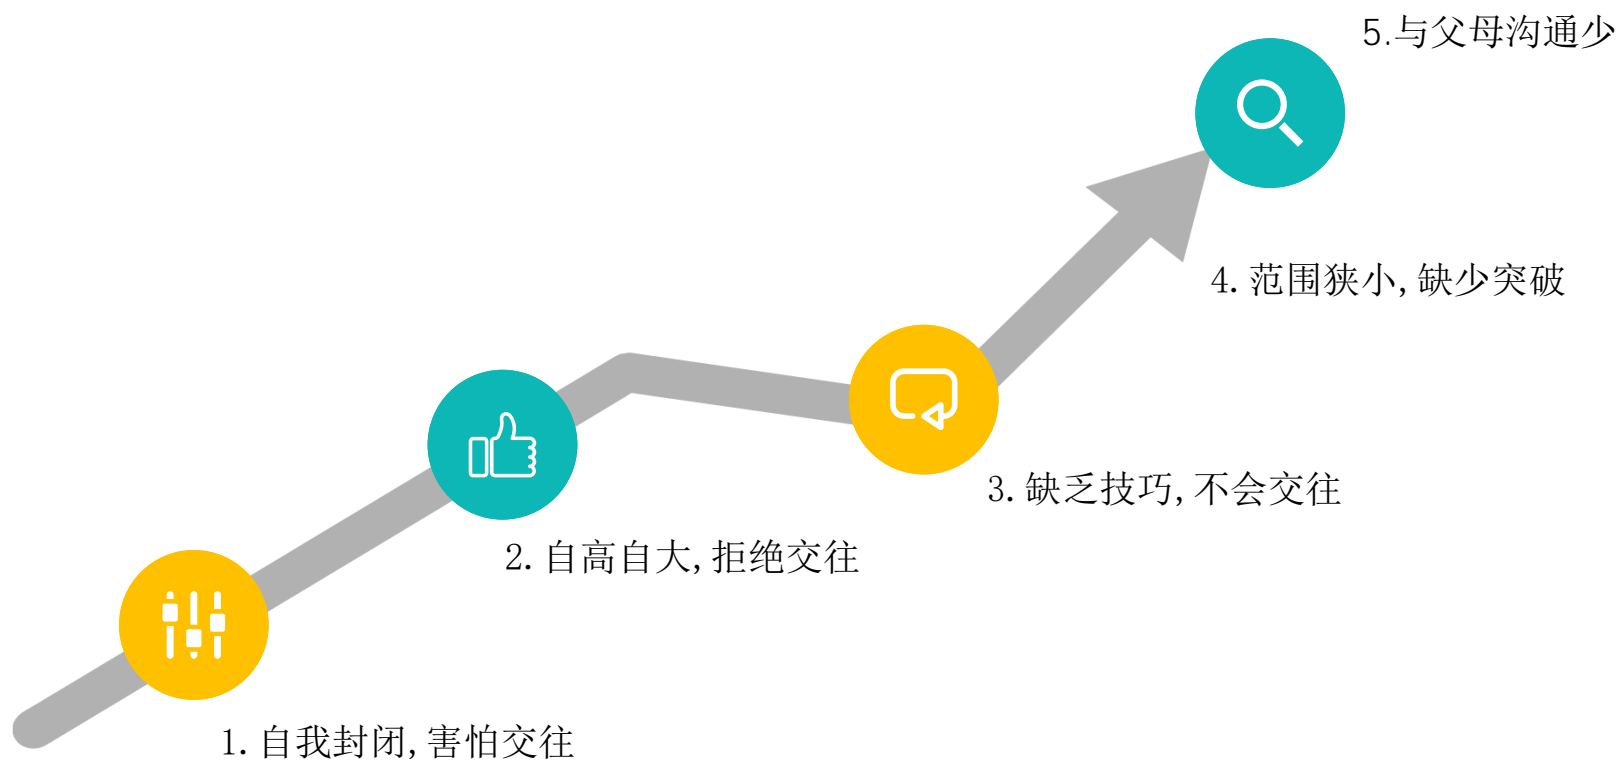 5.与父母沟通少
4.范围狭小,缺少突破
3.缺乏技巧,不会交往
2.自高自大,拒绝交往
1.自我封闭,害怕交往